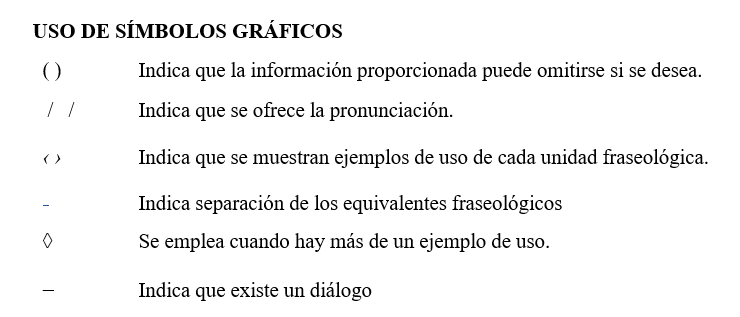 USO DE SÍMBOLOS GRÁFICOS
( ) Indica que la información proporcionada puede omitirse si se desea.
/ / Indica que se ofrece la pronunciación.
‹ › Indica que se muestran ejemplos de uso de cada unidad fraseológica.
- Indica separación de los equivalentes fraseológicos
◊ Se emplea cuando hay más de un ejemplo de uso.
– Indica que existe un diálogo